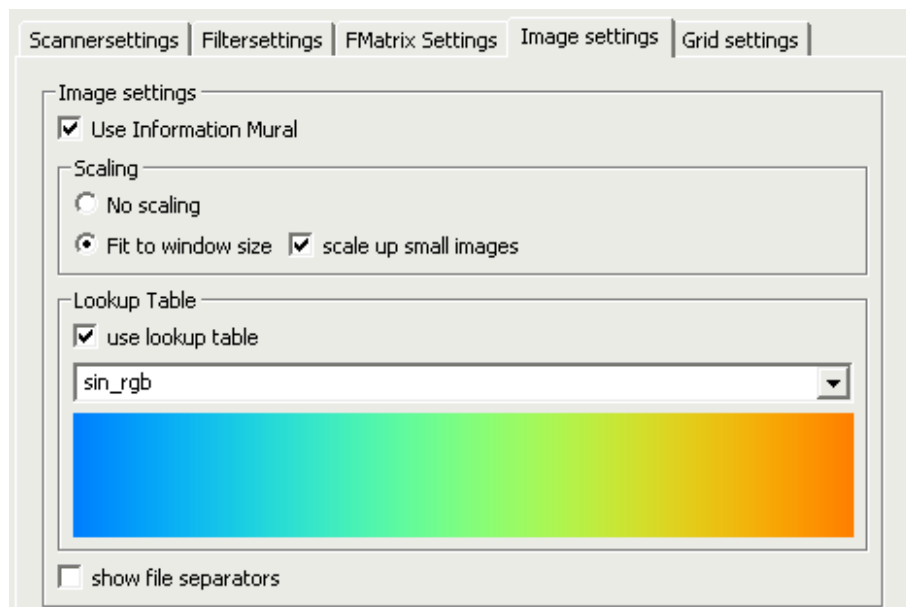 Scannersettings Filtersettings FMatrix Settings Image settings Grid settings
Image settings
Use Information Mural
Scaling
No scaling
Fit to window size scale up small images
Lookup Table
use lookup table
sin_rgb
show file separators